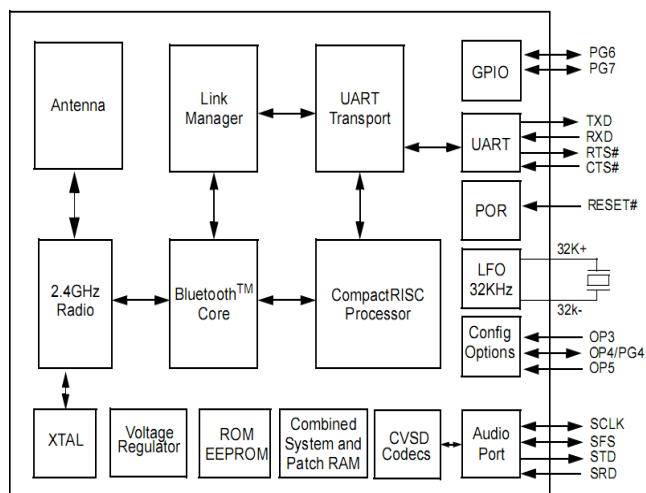 Antenna
Link
Manager
UART
Transport
GPIO
PG6
PG7
UART
TXD
RXD
RTS#
CTS#
POR
RESET#
2.4GHz
Radio
Bluetooth™
Core
CompactRISC
Processor
LFO
32KHz
32K+
32k-
Config
Options
OP3
OP4/PG4
OP5
XTAL
Voltage
Regulator
ROM
EEPROM
Combined
System and
Patch RAM
CVSD
Codecs
Audio
Port
SCLK
SFS
STD
SRD